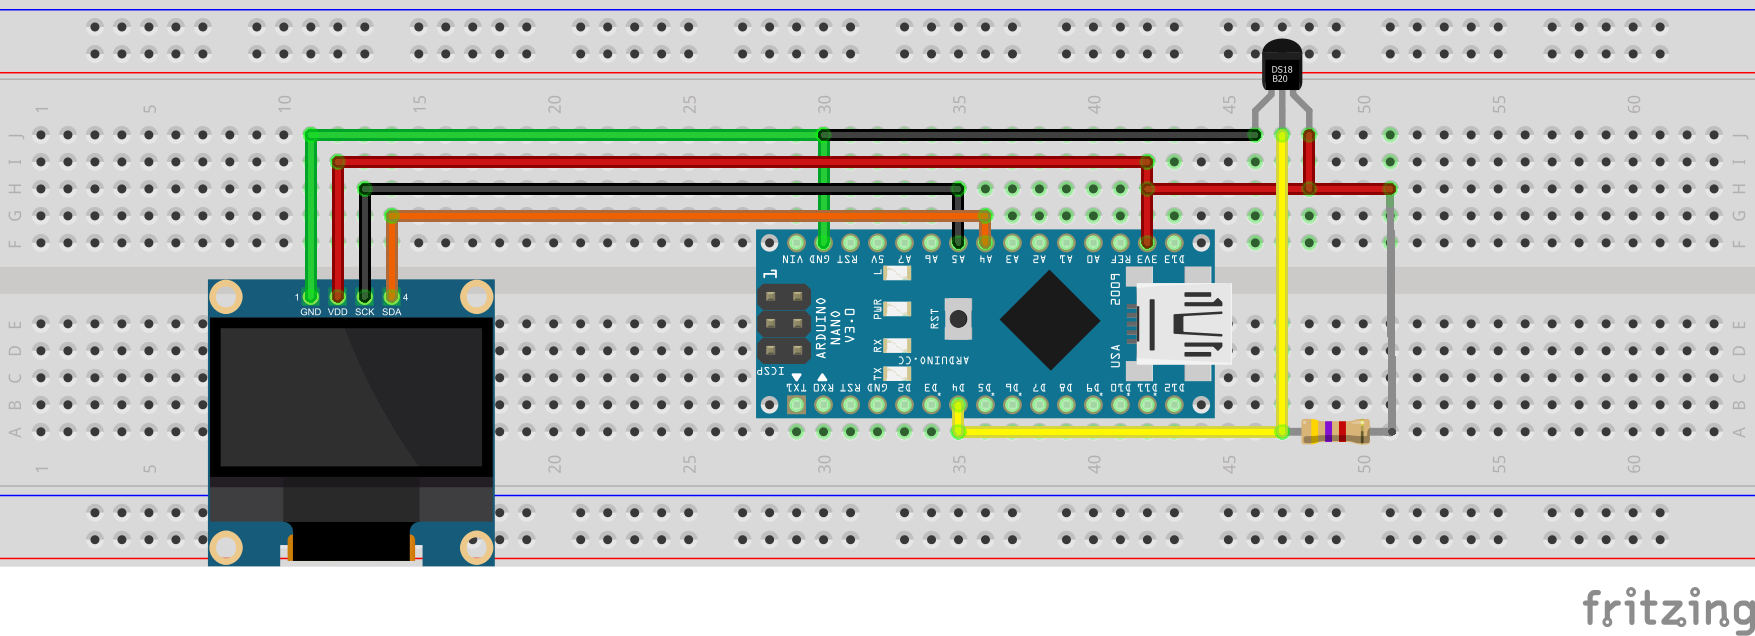 1 5 10 15 20 25 30 35 40 45 50 55 60
J
I
H
G
F
E
D
C
B
A
DS18
B20
VIN GND RST 5V A7 A6 A5 A4 A3 A2 A1 A0 REF 3V3 D13
1
L
PWR
RX
TX
RST
ARDUINO
NANO
V3.0
ICSP
ARDUINO.CC
USB
TX1 RX0 RST GND D2 D3 D4 D5 D6 D7 D8 D9 D10 D11 D12
1 4
GND VDD SCK SDA
J
I
H
G
F
E
D
C
B
A
1 5 20 25 30 35 40 45 50 55 60
fritzing